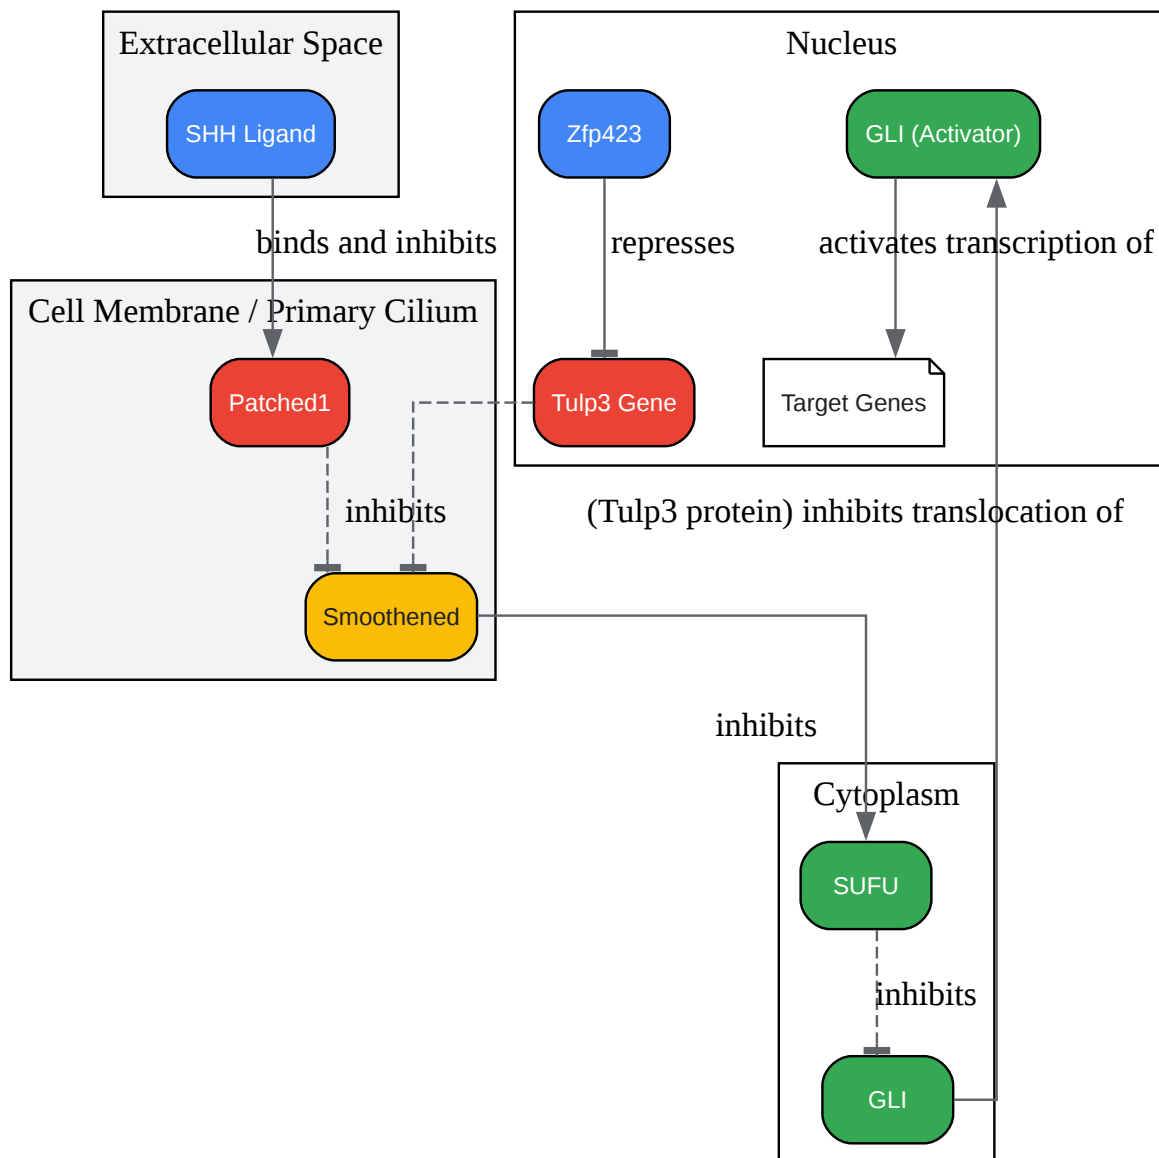 Extracellular Space
Nucleus
SHH Ligand
Zfp423
GLI (Activator)
binds and inhibits
represses
activates transcription of
Cell Membrane / Primary Cilium
Patched1
Tulp3 Gene
Target Genes
inhibits
(Tulp3 protein) inhibits translocation of
Smoothened
inhibits
Cytoplasm
SUFU
inhibits
GLI